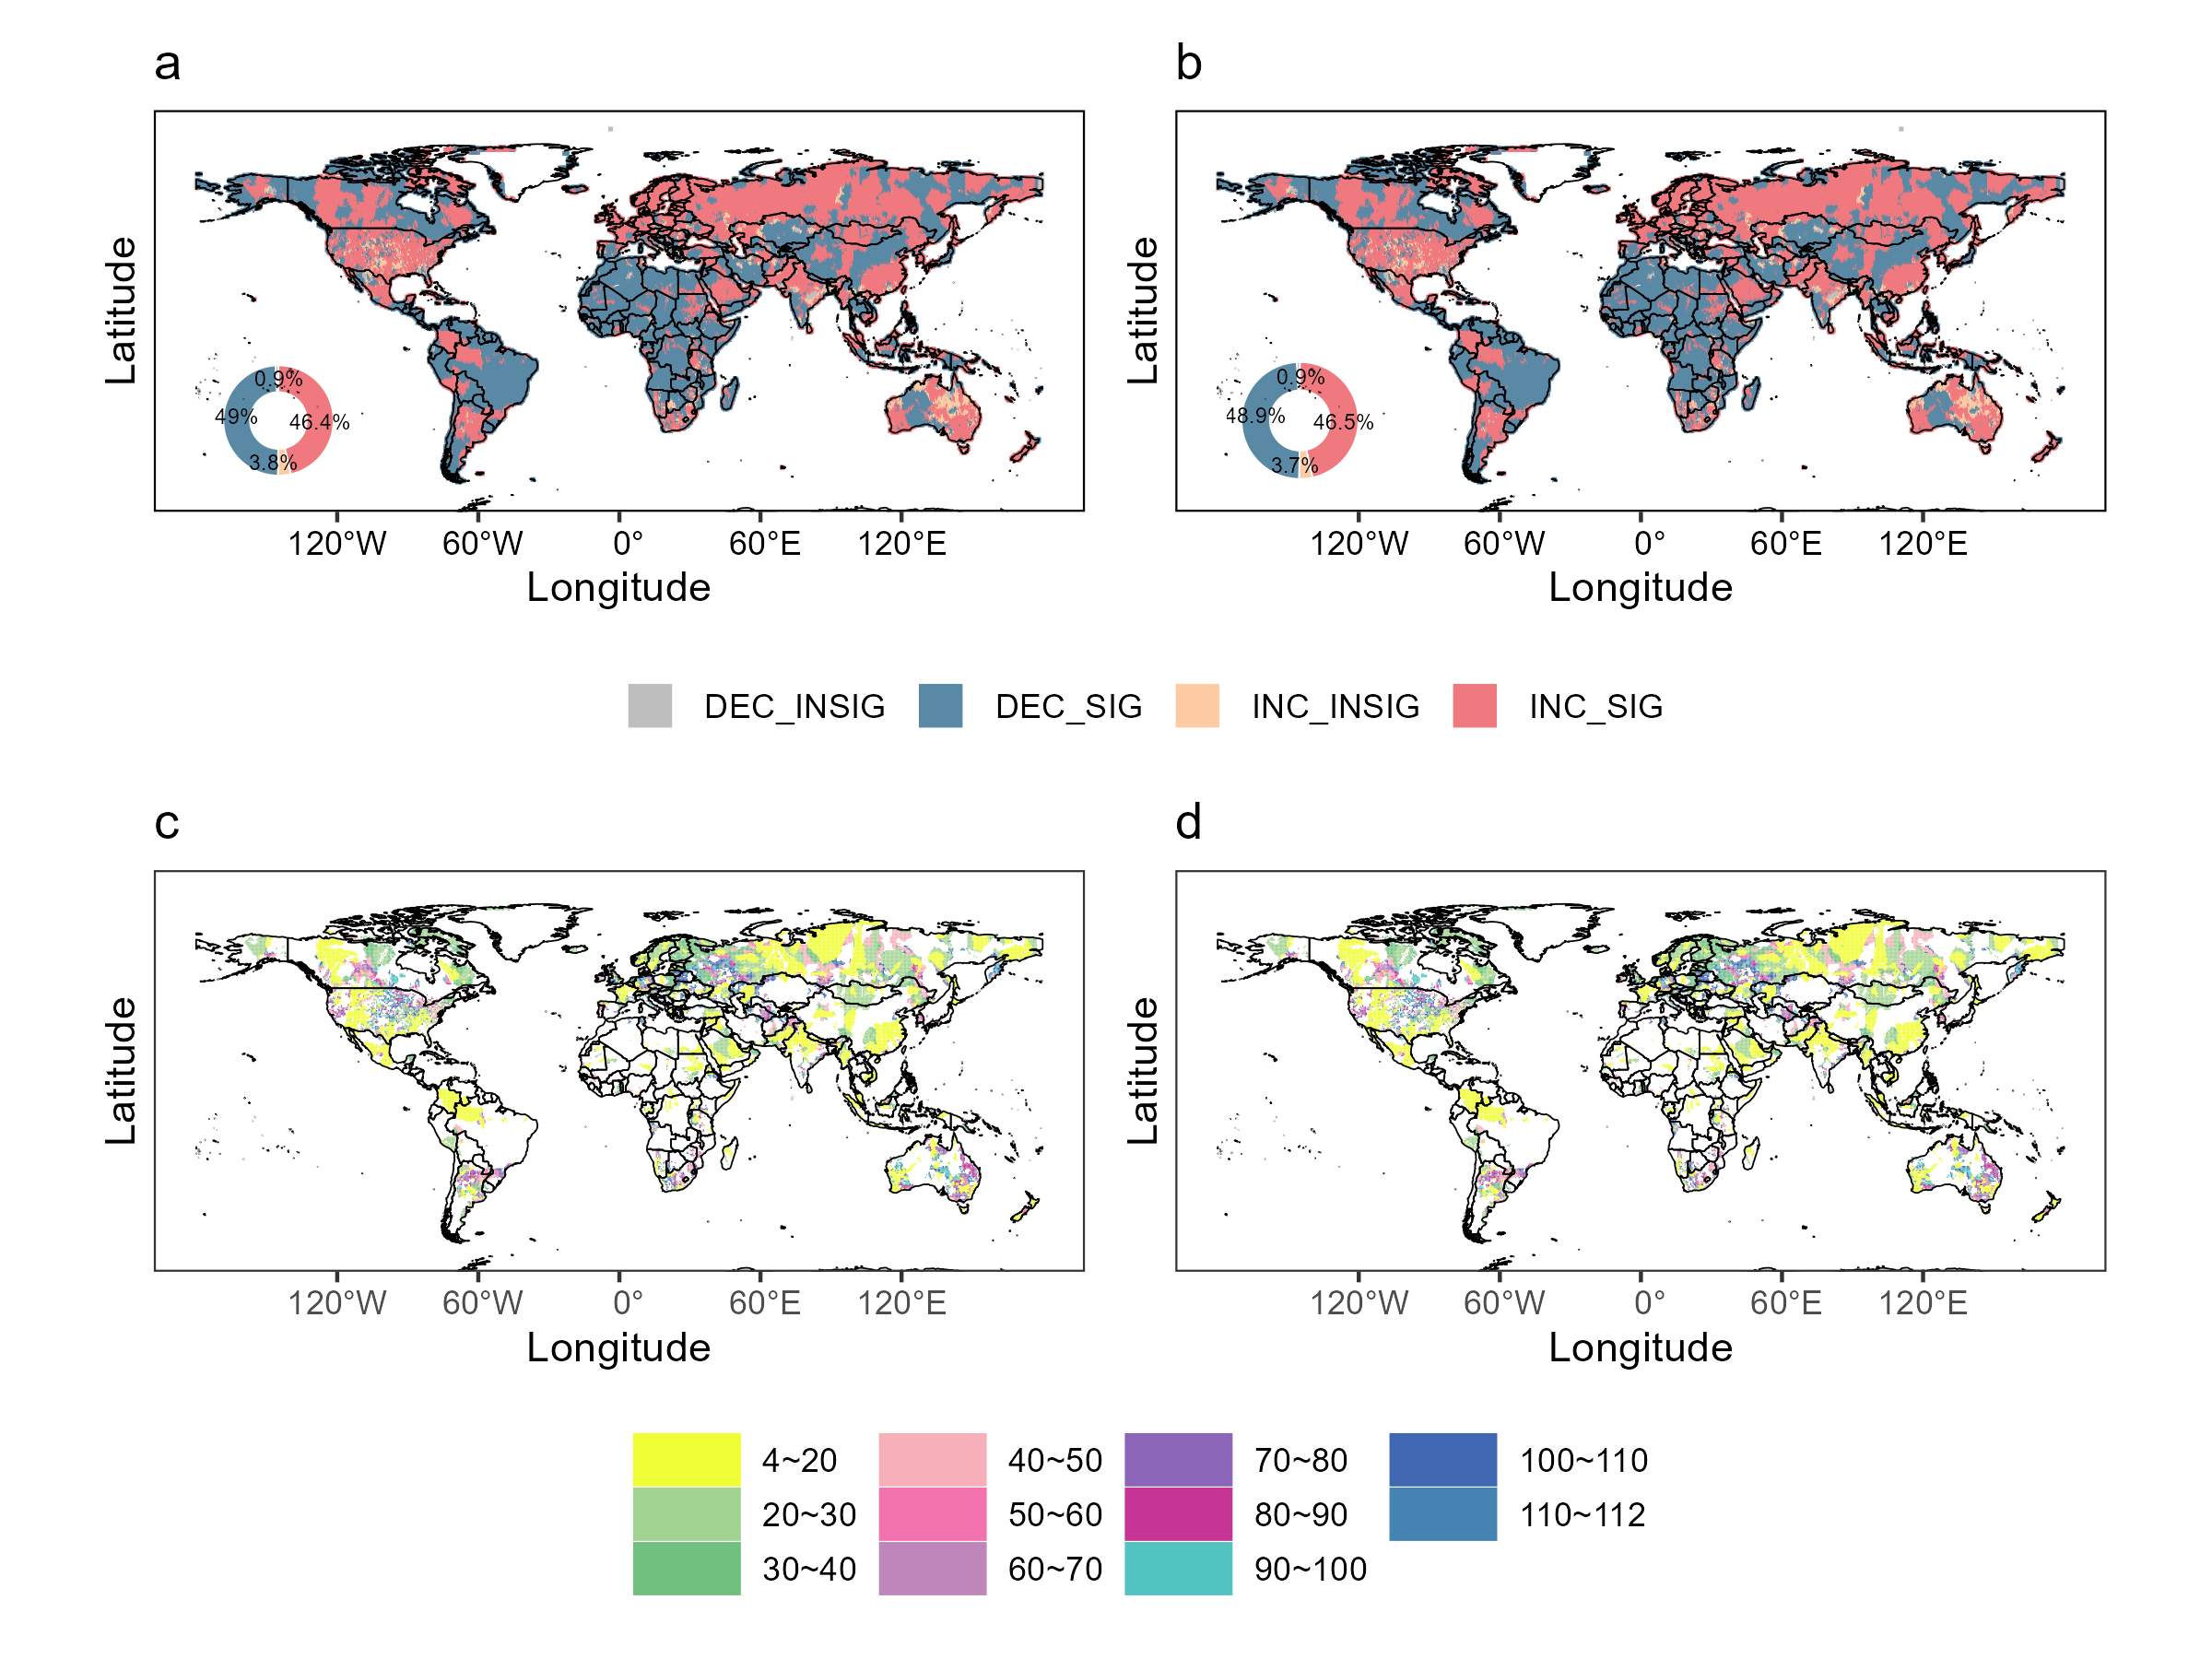 a
b
Latitude
Latitude
0.9%
49%
46.4%
3.8%
0.9%
48.9%
46.5%
3.7%
120°W 60°W 0° 60°E 120°E
120°W 60°W 0° 60°E 120°E
Longitude
Longitude
DEC_INSIG DEC_SIG INC_INSIG INC_SIG
c
d
Latitude
Latitude
120°W 60°W 0° 60°E 120°E
120°W 60°W 0° 60°E 120°E
Longitude
Longitude
4~20 40~50 70~80 100~110
20~30 50~60 80~90 110~112
30~40 60~70 90~100